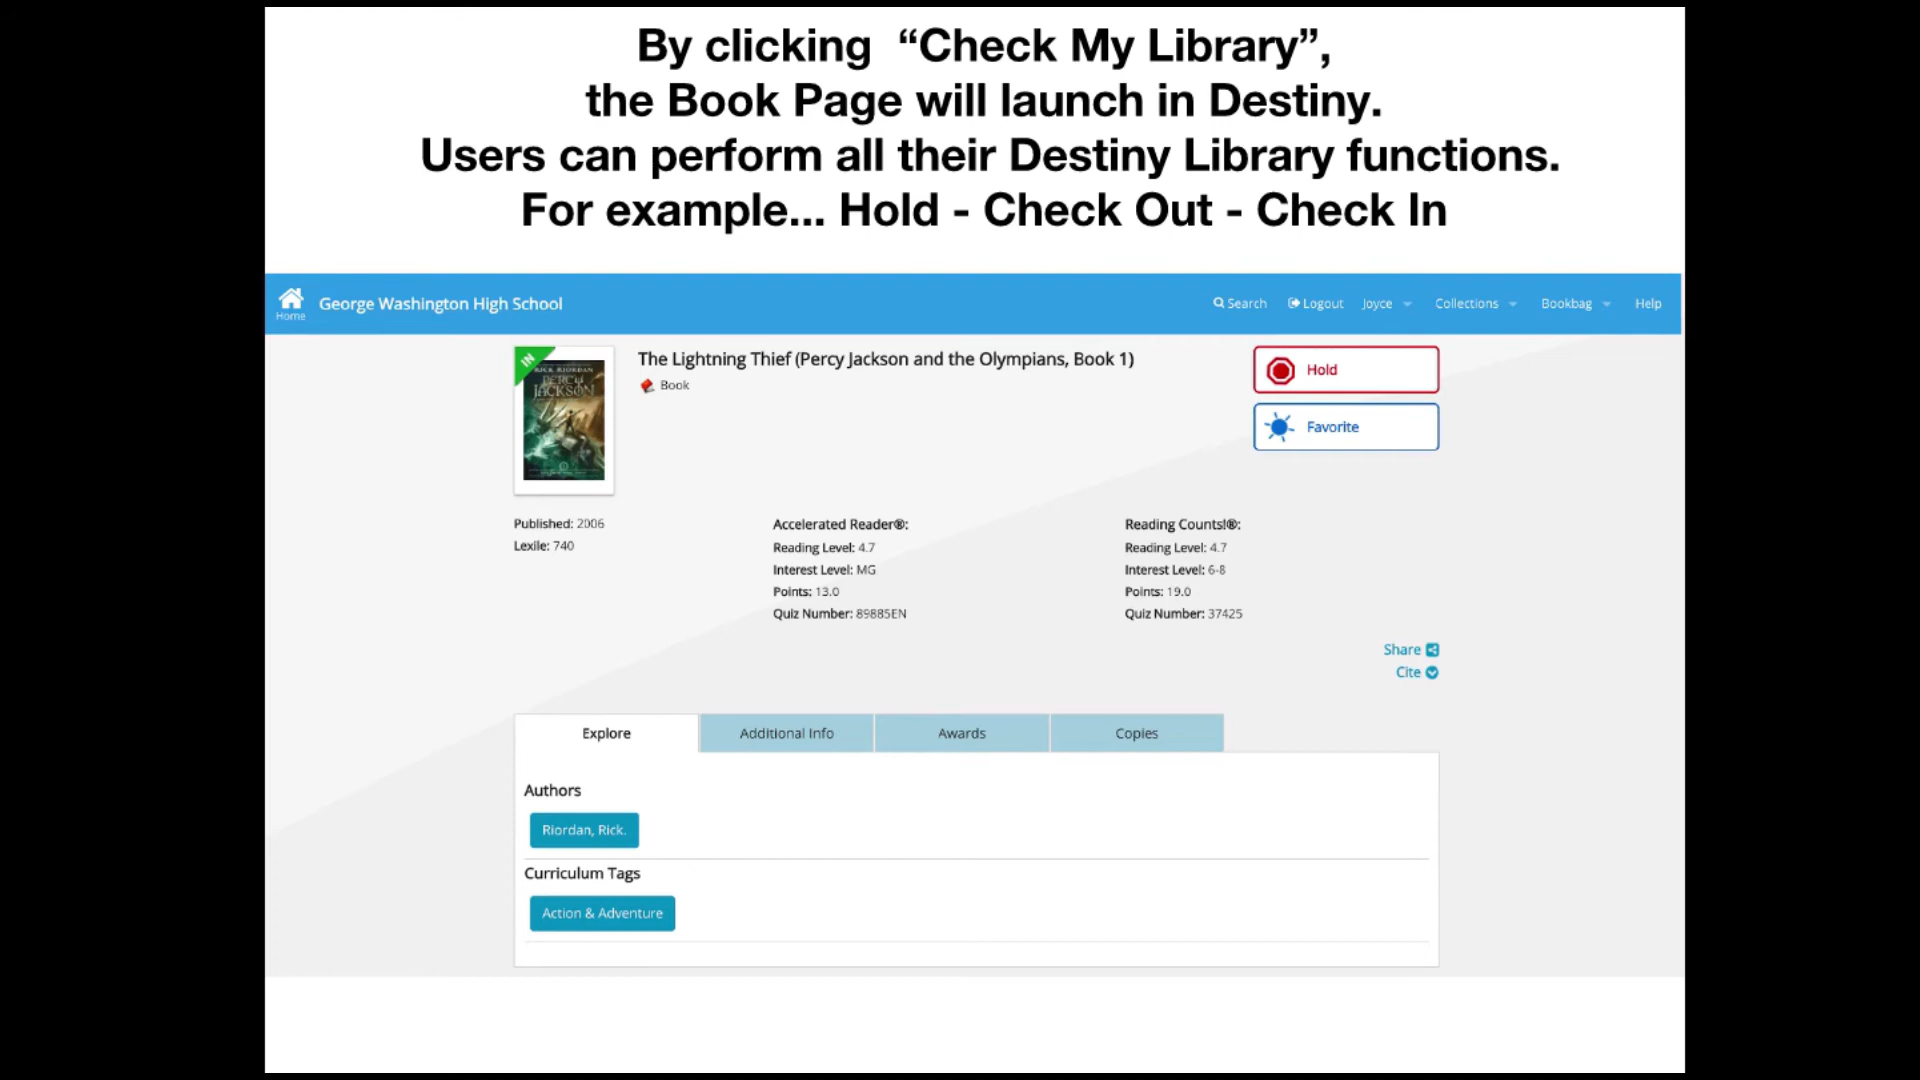 By clicking “Check My Library”,
the Book Page will launch in Destiny.
Users can perform all their Destiny Library functions.
For example... Hold - Check Out - Check In
Home
George Washington High School
Search Logout Joyce Collections Bookbag Help
IN
RICK RIORDAN
PERCY
JACKSON
The Lightning Thief (Percy Jackson and the Olympians, Book 1)
Book
Hold
Favorite
Published: 2006
Lexile: 740
Accelerated Reader®:
Reading Level: 4.7
Interest Level: MG
Points: 13.0
Quiz Number: 89885EN
Reading Counts!®:
Reading Level: 4.7
Interest Level: 6-8
Points: 19.0
Quiz Number: 37425
Share
Cite
Explore Additional Info Awards Copies
Authors
Riordan, Rick.
Curriculum Tags
Action & Adventure